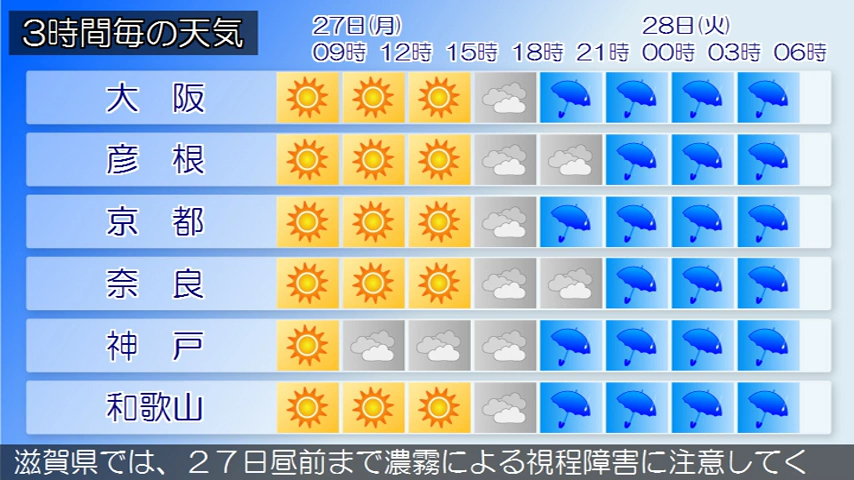 3時間毎の天気
27日(月) 28日(火)
09時 12時 15時 18時 21時 00時 03時 06時
大 阪
彦 根
京 都
奈 良
神 戸
和歌山
滋賀県では、２７日昼前まで濃霧による視程障害に注意してく